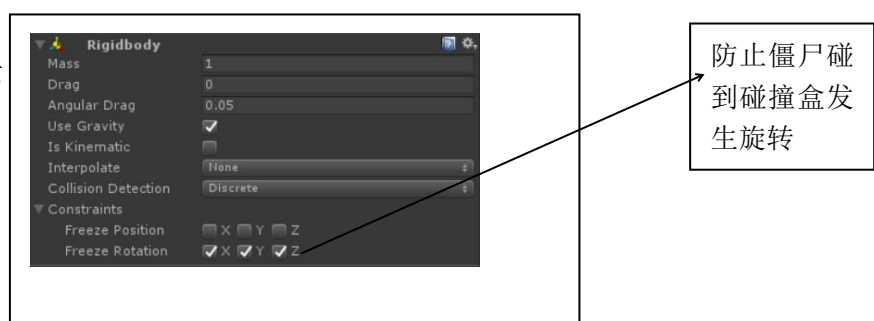 Rigidbody
Mass 1
Drag 0
Angular Drag 0.05
Use Gravity
Is Kinematic
Interpolate None
Collision Detection Discrete
Constraints
Freeze Position X Y Z
Freeze Rotation X Y Z
防止僵尸碰
到碰撞盒发
生旋转